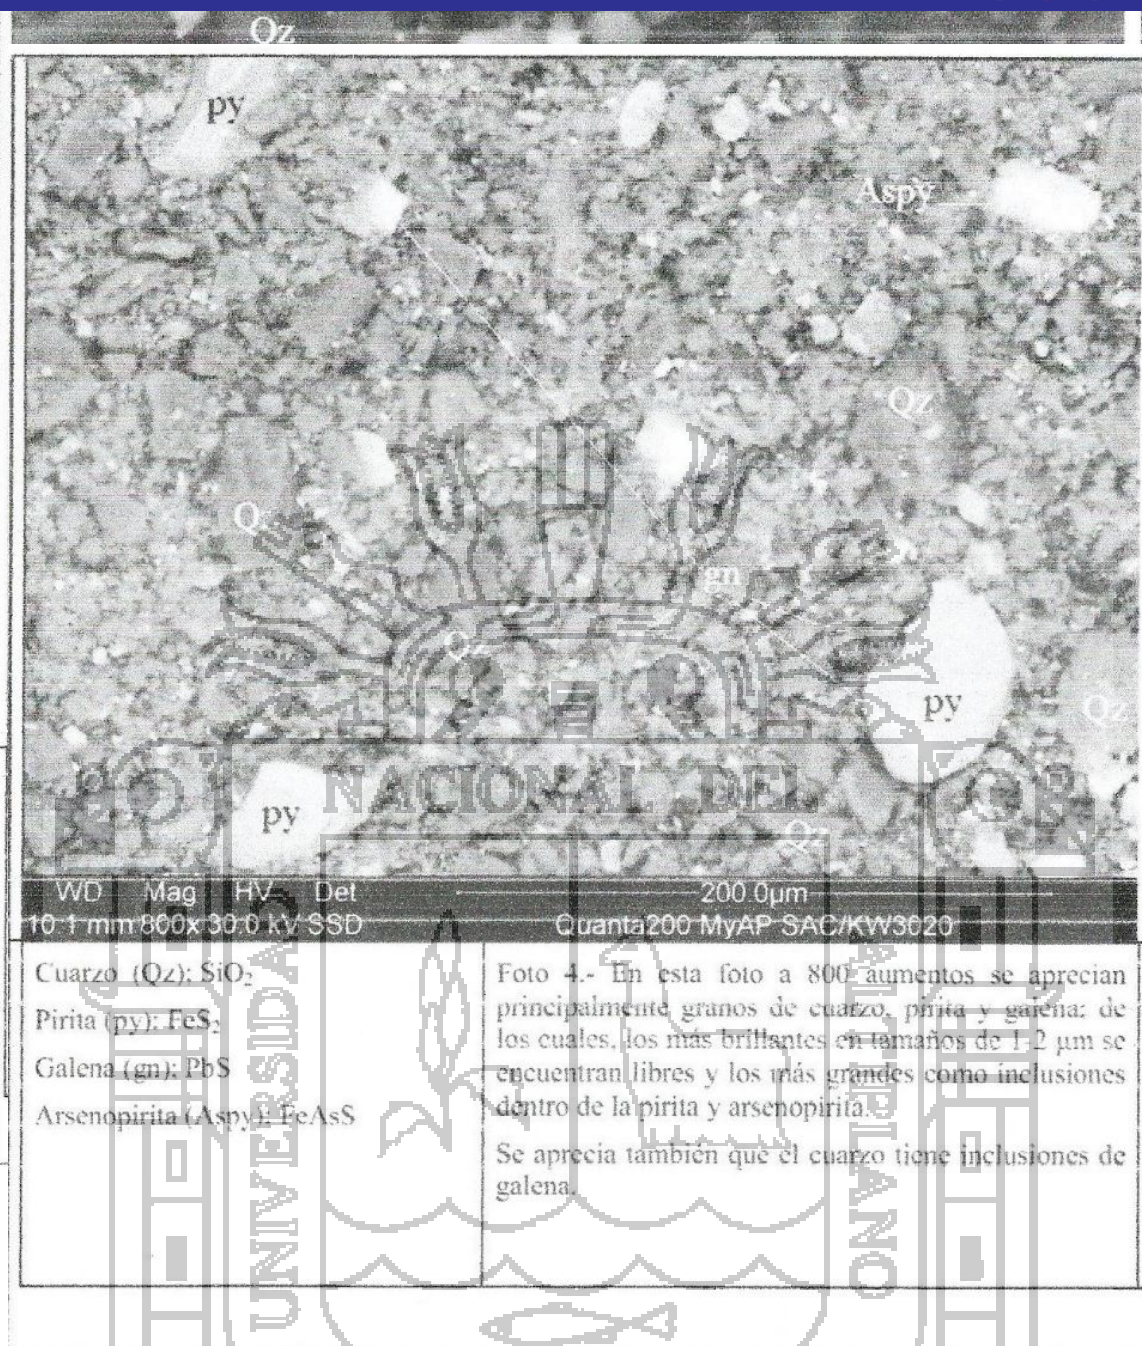 Qz
py
Aspy
Qz
Qz
gn
Qz
py
Qz
py
Qz
NACIONAL DEL
WD Mag HV Det 200.0µm
10.1 mm 800x 30.0 kV SSD Quanta200 MyAP SAC/KW3020
Cuarzo (Qz): SiO₂
Pirita (py): FeS₂
Galena (gn): PbS
Arsenopirita (Aspy): FeAsS
Foto 4.- En esta foto a 800 aumentos se aprecian
principalmente granos de cuarzo, pirita y galena; de
los cuales, los más brillantes en tamaños de 1-2 µm se
encuentran libres y los más grandes como inclusiones
dentro de la pirita y arsenopirita.
Se aprecia también que el cuarzo tiene inclusiones de
galena.
UNIVERSIDAD
ALTIPLANO